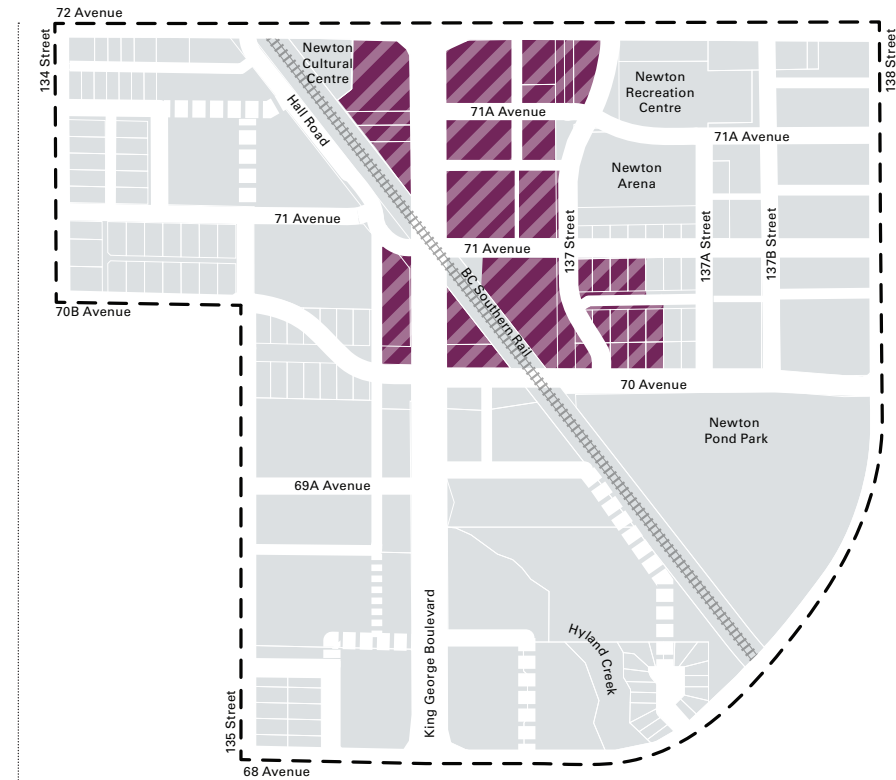 72 Avenue
134 Street
138 Street
Newton
Cultural
Centre
Hall Road
Newton
Recreation
Centre
71A Avenue
71A Avenue
Newton
Arena
71 Avenue
71 Avenue
137 Street
137A Street
137B Street
BC Southern Rail
70B Avenue
70 Avenue
Newton
Pond Park
69A Avenue
King George Boulevard
Hyland Creek
135 Street
68 Avenue